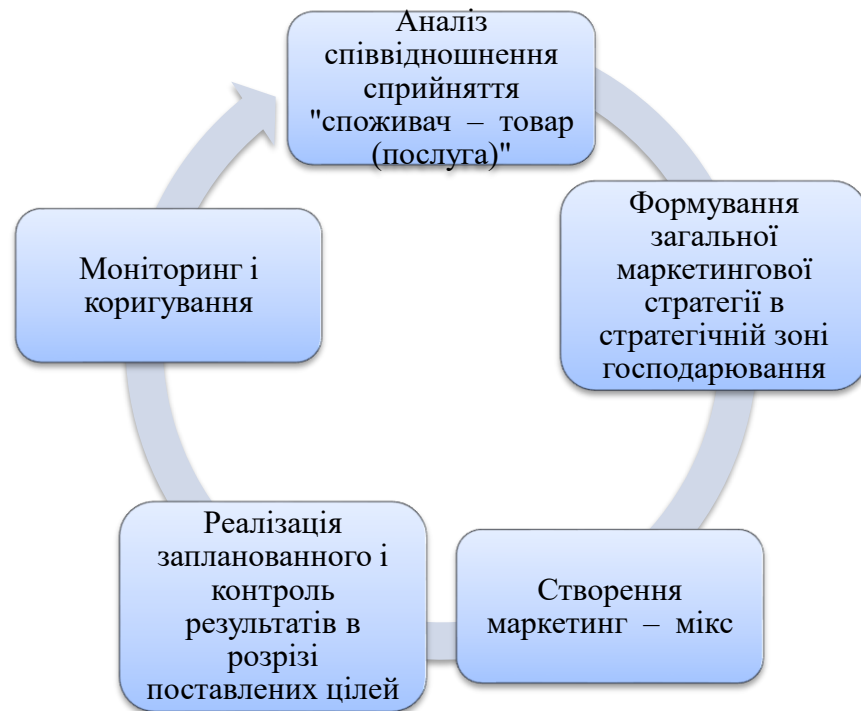 Аналіз
співвідношення
сприйняття
"споживач – товар
(послуга)"
Формування
загальної
маркетингової
стратегії в
стратегічній зоні
господарювання
Створення
маркетинг – мікс
Реалізація
запланованного і
контроль
результатів в
розрізі
поставлених цілей
Моніторинг і
коригування